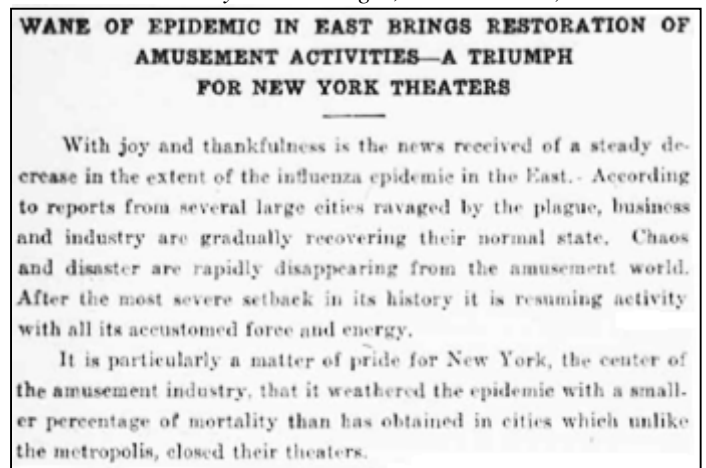 WANE OF EPIDEMIC IN EAST BRINGS RESTORATION OF
AMUSEMENT ACTIVITIES—A TRIUMPH
FOR NEW YORK THEATERS
With joy and thankfulness is the news received of a steady de-
crease in the extent of the influenza epidemic in the East. According
to reports from several large cities ravaged by the plague, business
and industry are gradually recovering their normal state. Chaos
and disaster are rapidly disappearing from the amusement world.
After the most severe setback in its history it is resuming activity
with all its accustomed force and energy.
It is particularly a matter of pride for New York, the center of
the amusement industry, that it weathered the epidemic with a small-
er percentage of mortality than has obtained in cities which unlike
the metropolis, closed their theaters.